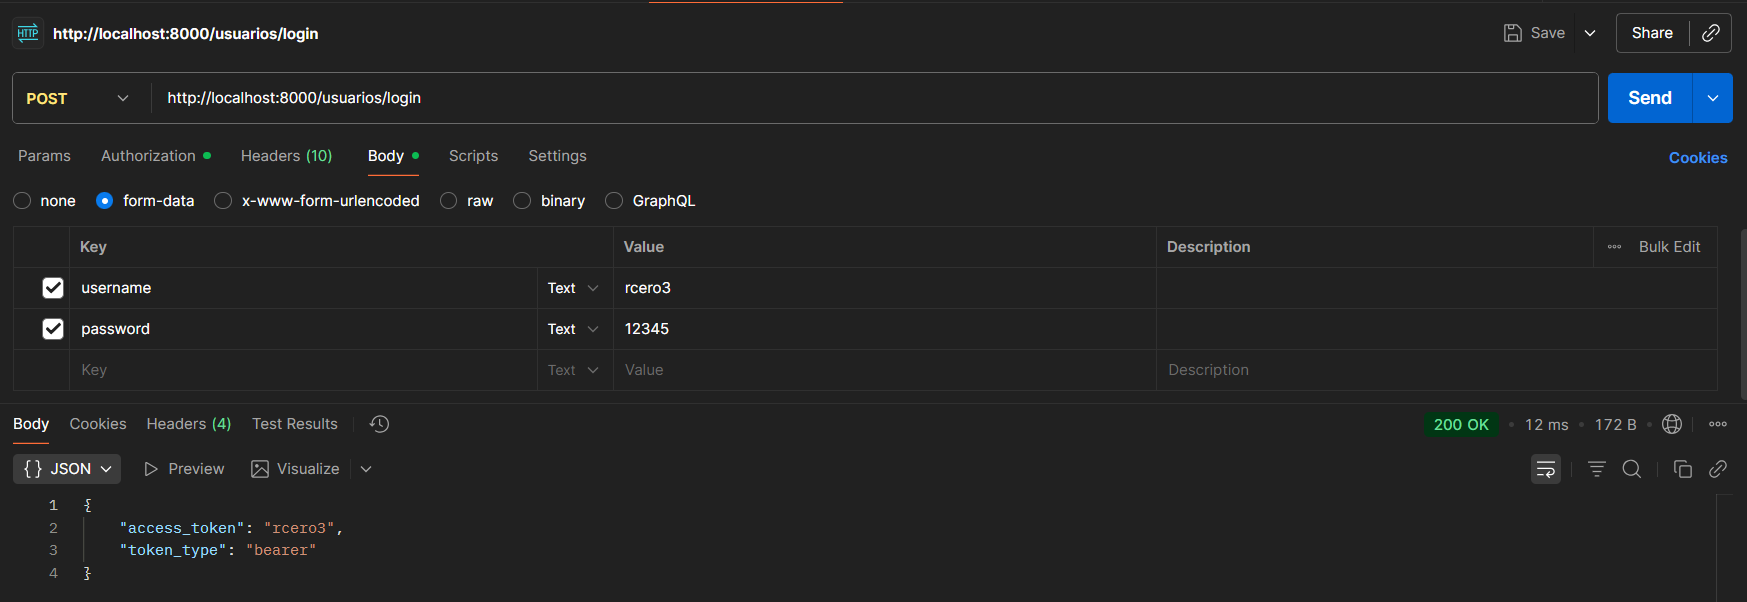 HTTP http://localhost:8000/usuarios/login Save Share
POST http://localhost:8000/usuarios/login Send
Params Authorization Headers (10) Body Scripts Settings Cookies
none form-data x-www-form-urlencoded raw binary GraphQL
Key Value Description Bulk Edit
username Text rcero3
password Text 12345
Key Text Value Description
Body Cookies Headers (4) Test Results 200 OK 12 ms 172 B
{} JSON Preview Visualize
1 {
2 "access_token": "rcero3",
3 "token_type": "bearer"
4 }